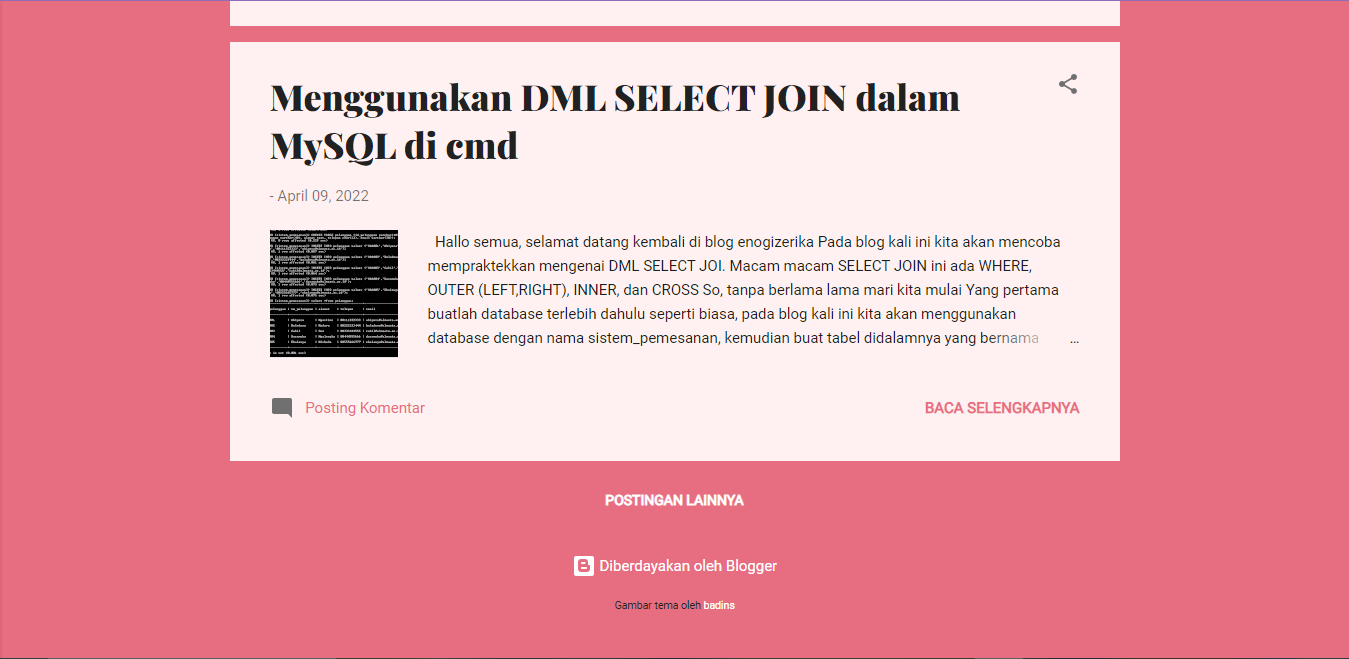 Menggunakan DML SELECT JOIN dalam
MySQL di cmd
- April 09, 2022
Hallo semua, selamat datang kembali di blog enogizerika Pada blog kali ini kita akan mencoba
mempraktekkan mengenai DML SELECT JOI. Macam macam SELECT JOIN ini ada WHERE,
OUTER (LEFT,RIGHT), INNER, dan CROSS So, tanpa berlama lama mari kita mulai Yang pertama
buatlah database terlebih dahulu seperti biasa, pada blog kali ini kita akan menggunakan
database dengan nama sistem_pemesanan, kemudian buat tabel didalamnya yang bernama ...
Posting Komentar
BACA SELENGKAPNYA
POSTINGAN LAINNYA
Diberdayakan oleh Blogger
Gambar tema oleh badins